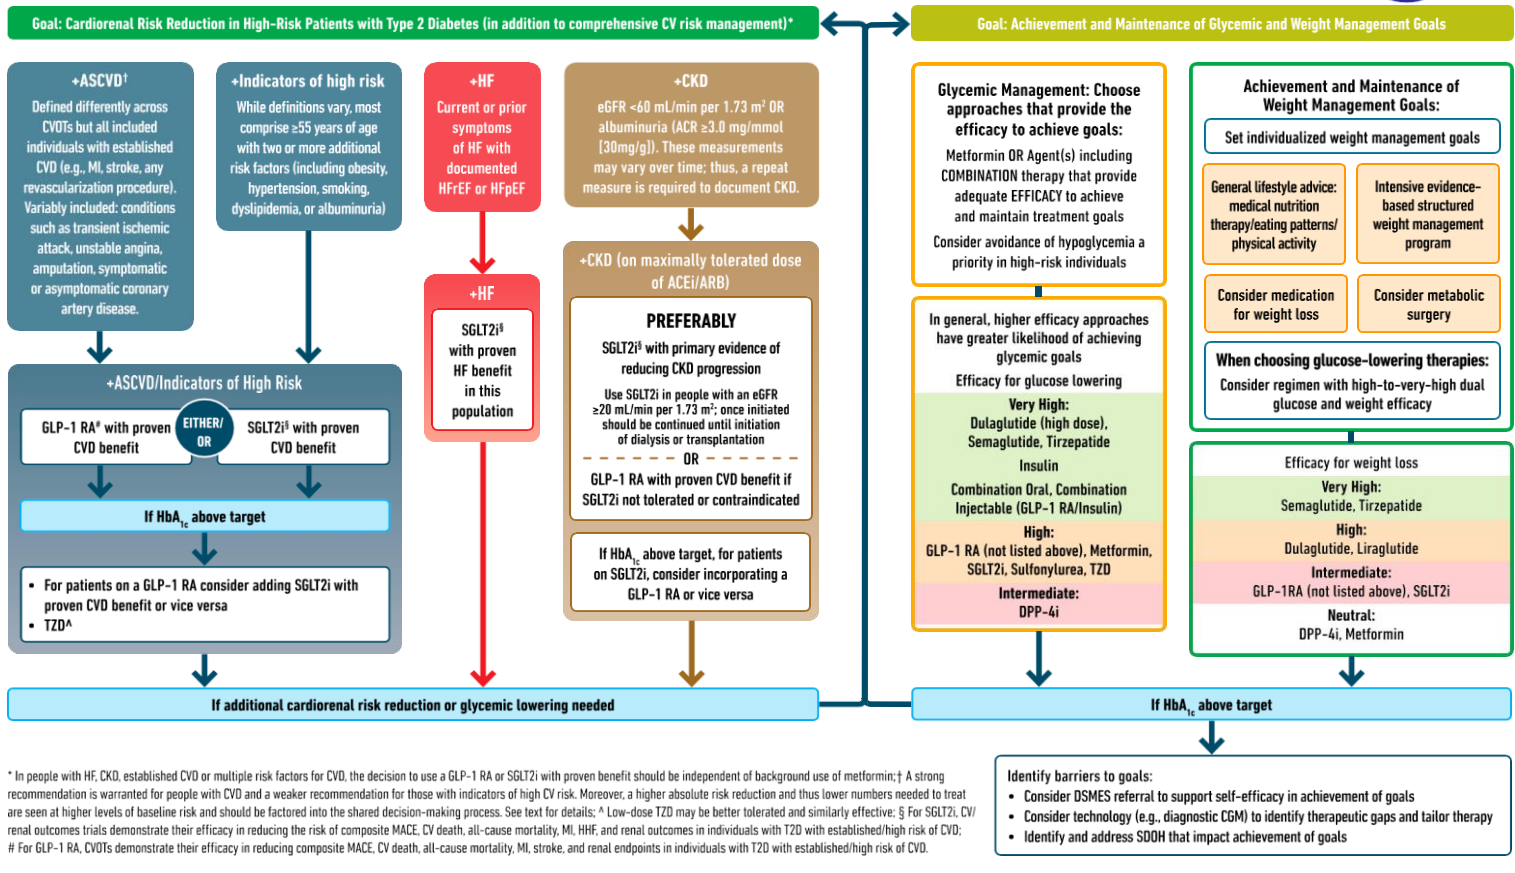 Goal: Cardiorenal Risk Reduction in High-Risk Patients with Type 2 Diabetes (in addition to comprehensive CV risk management)*
+ASCVD†
Defined differently across
CVOTs but all included
individuals with established
CVD (e.g., MI, stroke, any
revascularization procedure).
Variably included: conditions
such as transient ischemic
attack, unstable angina,
amputation, symptomatic
or asymptomatic coronary
artery disease.
+Indicators of high risk
While definitions vary, most
comprise ≥55 years of age
with two or more additional
risk factors (including obesity,
hypertension, smoking,
dyslipidemia, or albuminuria)
+HF
Current or prior
symptoms
of HF with
documented
HFrEF or HFpEF
+CKD
eGFR <60 mL/min per 1.73 m² OR
albuminuria (ACR ≥3.0 mg/mmol
[30mg/g]). These measurements
may vary over time; thus, a repeat
measure is required to document CKD.
+ASCVD/Indicators of High Risk
GLP-1 RA# with proven
CVD benefit
EITHER/
OR
SGLT2i§ with proven
CVD benefit
If HbA1c above target
• For patients on a GLP-1 RA consider adding SGLT2i with
proven CVD benefit or vice versa
• TZD^
+HF
SGLT2i§
with proven
HF benefit
in this
population
+CKD (on maximally tolerated dose
of ACEi/ARB)
PREFERABLY
SGLT2i§ with primary evidence of
reducing CKD progression
Use SGLT2i in people with an eGFR
≥20 mL/min per 1.73 m²; once initiated
should be continued until initiation
of dialysis or transplantation
OR
GLP-1 RA with proven CVD benefit if
SGLT2i not tolerated or contraindicated
If HbA1c above target, for patients
on SGLT2i, consider incorporating a
GLP-1 RA or vice versa
If additional cardiorenal risk reduction or glycemic lowering needed
Goal: Achievement and Maintenance of Glycemic and Weight Management Goals
Glycemic Management: Choose
approaches that provide the
efficacy to achieve goals:
Metformin OR Agent(s) including
COMBINATION therapy that provide
adequate EFFICACY to achieve
and maintain treatment goals
Consider avoidance of hypoglycemia a
priority in high-risk individuals
In general, higher efficacy approaches
have greater likelihood of achieving
glycemic goals
Efficacy for glucose lowering
Very High:
Dulaglutide (high dose),
Semaglutide, Tirzepatide
Insulin
Combination Oral, Combination
Injectable (GLP-1 RA/Insulin)
High:
GLP-1 RA (not listed above), Metformin,
SGLT2i, Sulfonylurea, TZD
Intermediate:
DPP-4i
Achievement and Maintenance of
Weight Management Goals:
Set individualized weight management goals
General lifestyle advice:
medical nutrition
therapy/eating patterns/
physical activity
Intensive evidence-
based structured
weight management
program
Consider medication
for weight loss
Consider metabolic
surgery
When choosing glucose-lowering therapies:
Consider regimen with high-to-very-high dual
glucose and weight efficacy
Efficacy for weight loss
Very High:
Semaglutide, Tirzepatide
High:
Dulaglutide, Liraglutide
Intermediate:
GLP-1RA (not listed above), SGLT2i
Neutral:
DPP-4i, Metformin
If HbA1c above target
Identify barriers to goals:
• Consider DSMES referral to support self-efficacy in achievement of goals
• Consider technology (e.g., diagnostic CGM) to identify therapeutic gaps and tailor therapy
• Identify and address SDOH that impact achievement of goals
* In people with HF, CKD, established CVD or multiple risk factors for CVD, the decision to use a GLP-1 RA or SGLT2i with proven benefit should be independent of background use of metformin;† A strong
recommendation is warranted for people with CVD and a weaker recommendation for those with indicators of high CV risk. Moreover, a higher absolute risk reduction and thus lower numbers needed to treat
are seen at higher levels of baseline risk and should be factored into the shared decision-making process. See text for details; ^ Low-dose TZD may be better tolerated and similarly effective; § For SGLT2i, CV/
renal outcomes trials demonstrate their efficacy in reducing the risk of composite MACE, CV death, all-cause mortality, MI, HHF, and renal outcomes in individuals with T2D with established/high risk of CVD;
# For GLP-1 RA, CVOTs demonstrate their efficacy in reducing composite MACE, CV death, all-cause mortality, MI, stroke, and renal endpoints in individuals with T2D with established/high risk of CVD.